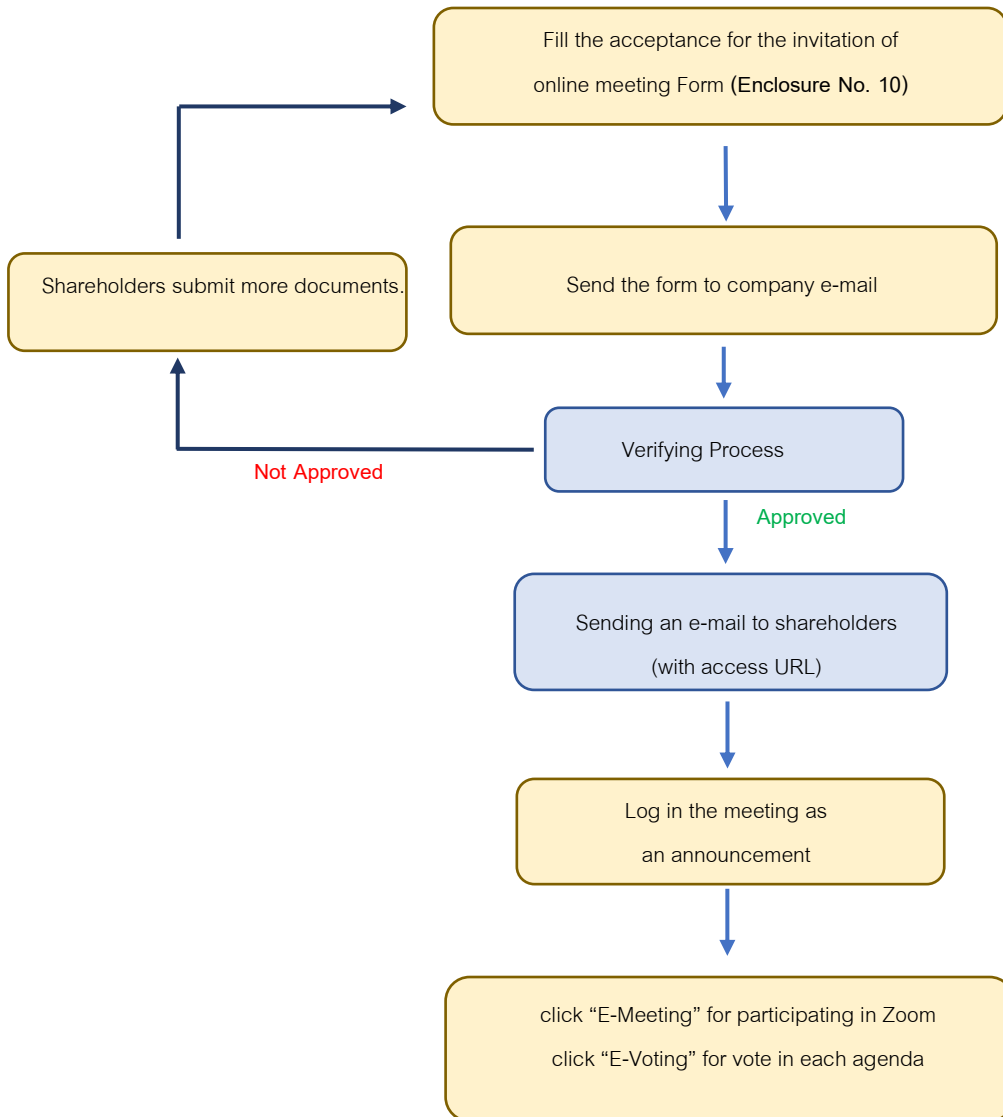 Fill the acceptance for the invitation of
online meeting Form (Enclosure No. 10)
Shareholders submit more documents.
Send the form to company e-mail
Verifying Process
Not Approved
Approved
Sending an e-mail to shareholders
(with access URL)
Log in the meeting as
an announcement
click “E-Meeting” for participating in Zoom
click “E-Voting” for vote in each agenda